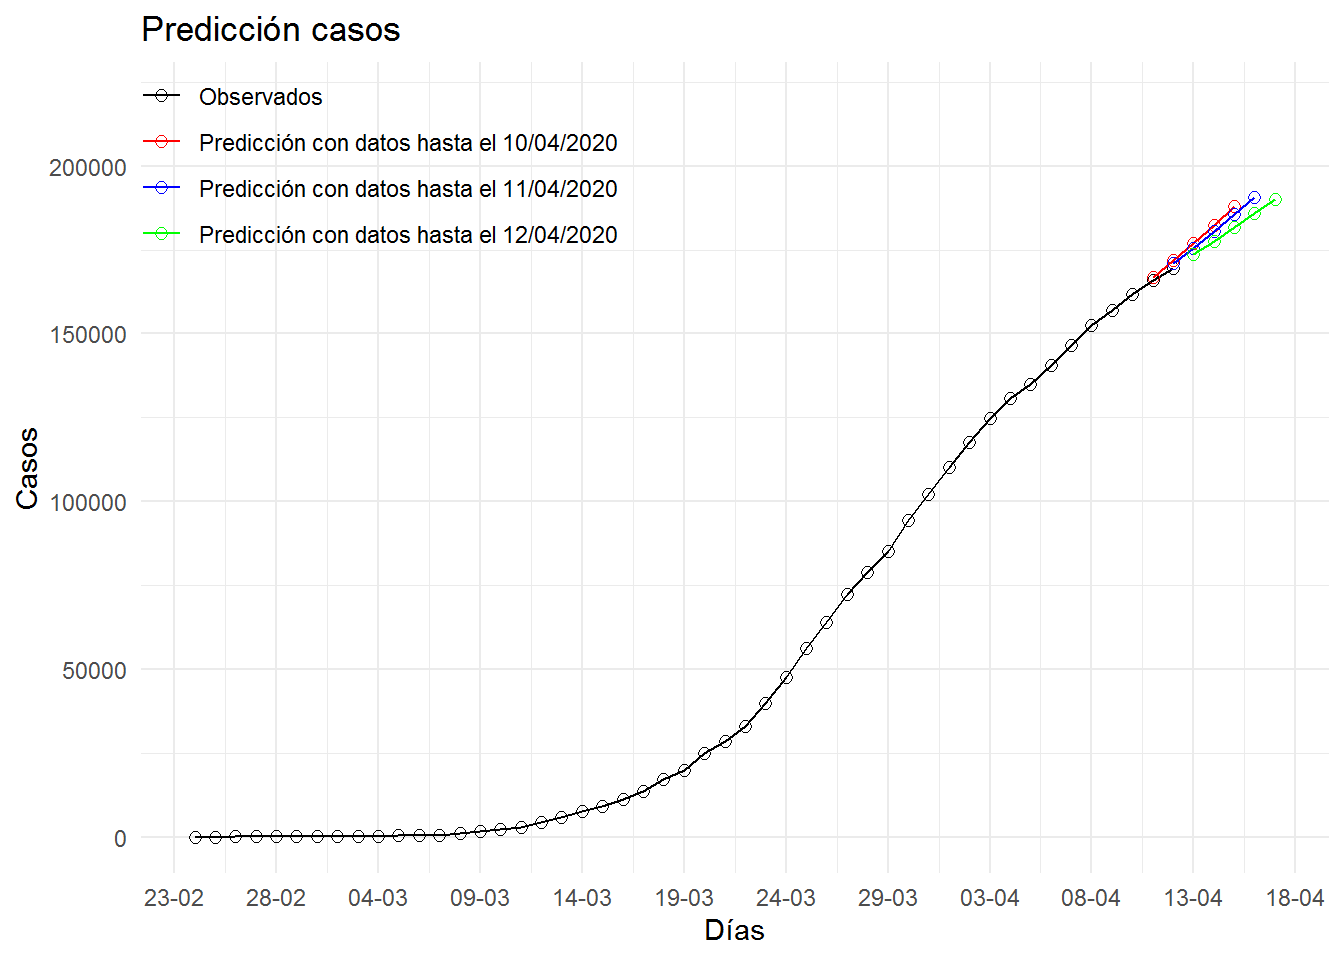 Predicción casos
Observados
Predicción con datos hasta el 10/04/2020
Predicción con datos hasta el 11/04/2020
Predicción con datos hasta el 12/04/2020
200000
150000
100000
50000
0
Casos
23-02 28-02 04-03 09-03 14-03 19-03 24-03 29-03 03-04 08-04 13-04 18-04
Días